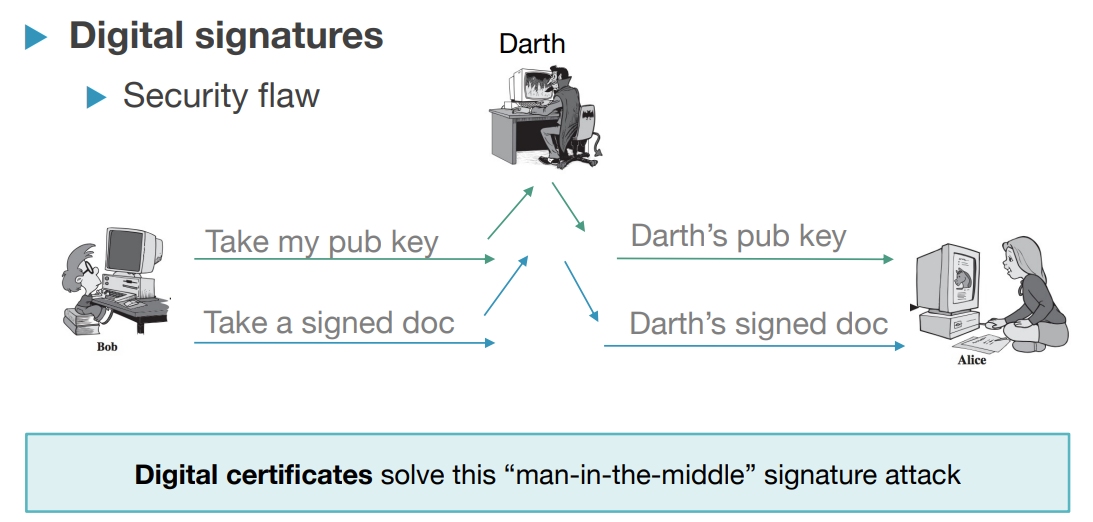 Digital signatures
Darth
Security flaw
Take my pub key
Darth’s pub key
Take a signed doc
Darth’s signed doc
Bob
Alice
Digital certificates solve this “man-in-the-middle” signature attack